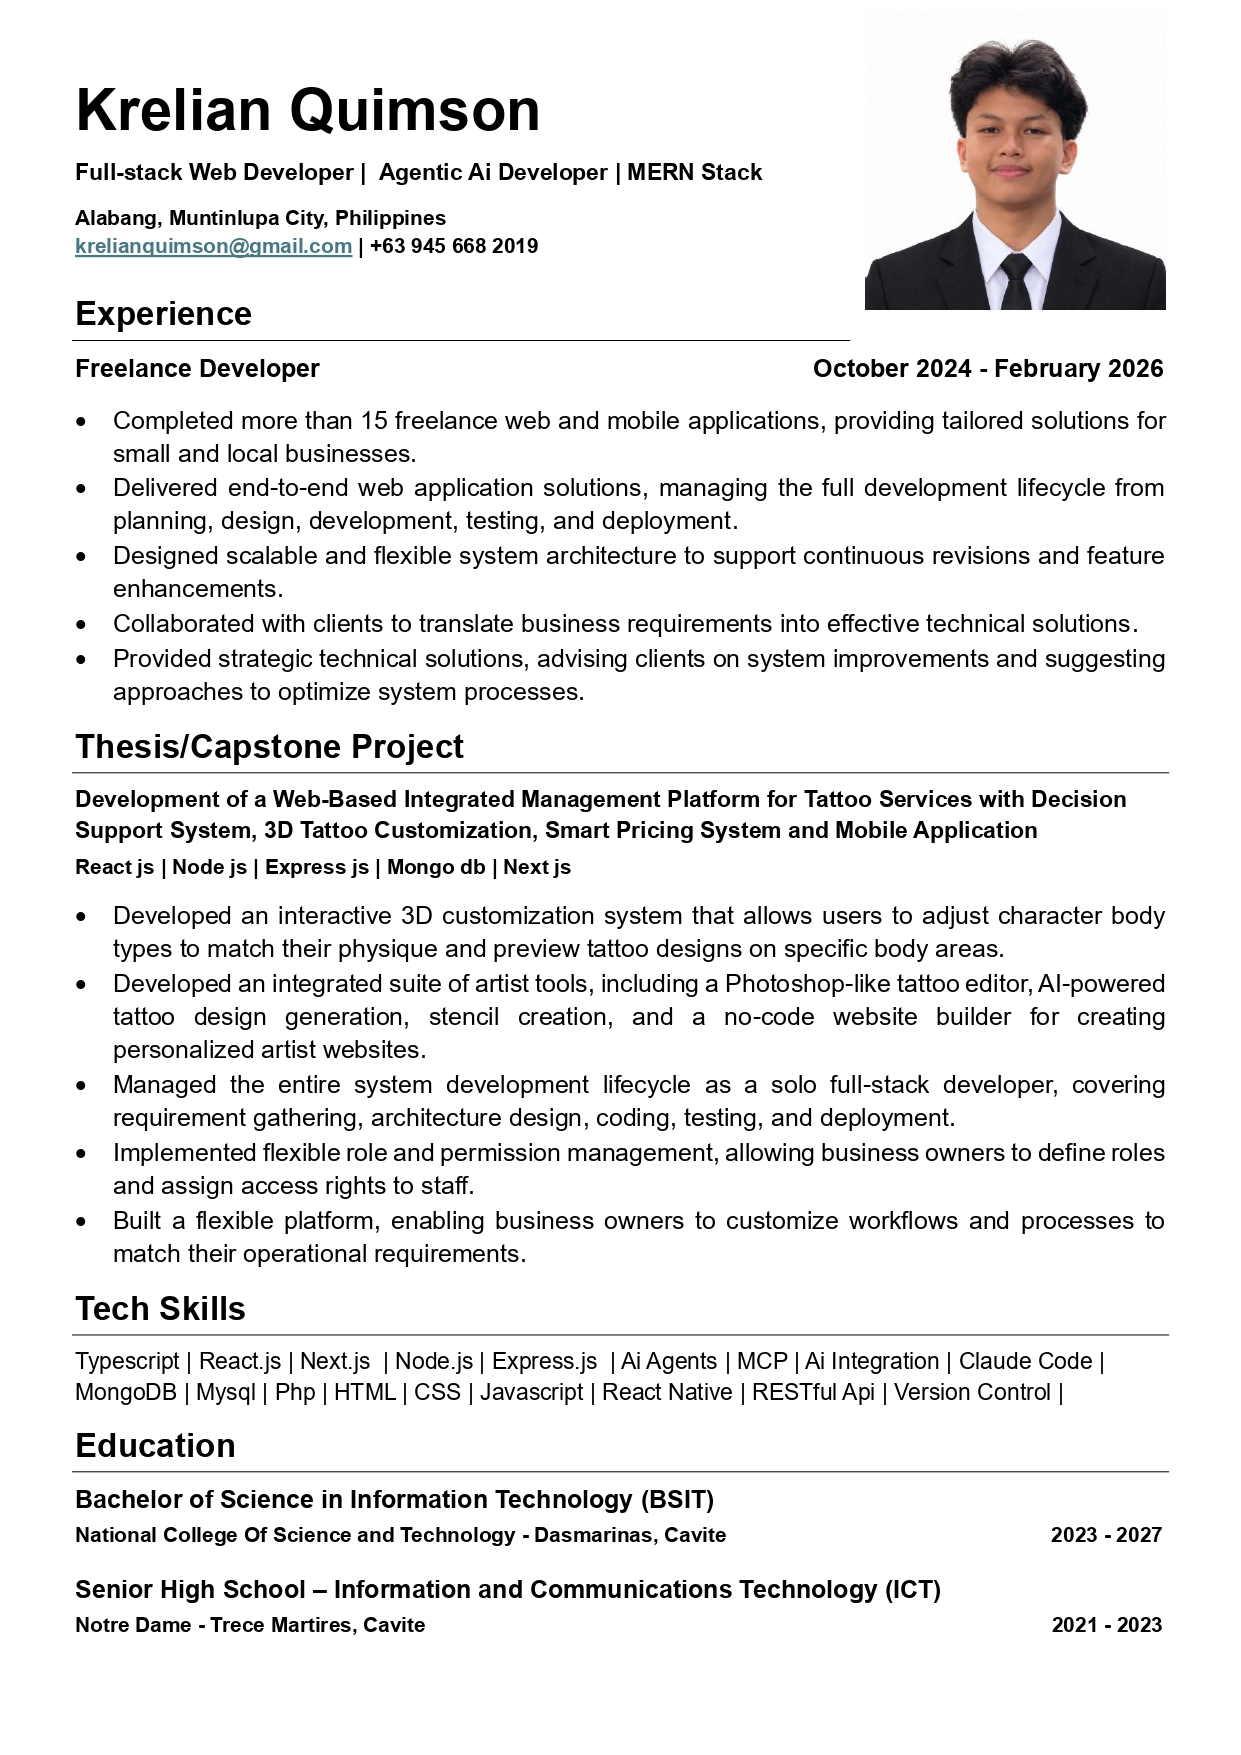 Krelian Quimson
Full-stack Web Developer |  Agentic Ai Developer | MERN Stack
Alabang, Muntinlupa City, Philippines
krelianquimson@gmail.com | +63 945 668 2019
Experience
Freelance Developer October 2024 - February 2026
• Completed more than 15 freelance web and mobile applications, providing tailored solutions for
small and local businesses.
• Delivered end-to-end web application solutions, managing the full development lifecycle from
planning, design, development, testing, and deployment.
• Designed scalable and flexible system architecture to support continuous revisions and feature
enhancements.
• Collaborated with clients to translate business requirements into effective technical solutions.
• Provided strategic technical solutions, advising clients on system improvements and suggesting
approaches to optimize system processes.
Thesis/Capstone Project
Development of a Web-Based Integrated Management Platform for Tattoo Services with Decision
Support System, 3D Tattoo Customization, Smart Pricing System and Mobile Application
React js | Node js | Express js | Mongo db | Next js
• Developed an interactive 3D customization system that allows users to adjust character body
types to match their physique and preview tattoo designs on specific body areas.
• Developed an integrated suite of artist tools, including a Photoshop-like tattoo editor, AI-powered
tattoo design generation, stencil creation, and a no-code website builder for creating
personalized artist websites.
• Managed the entire system development lifecycle as a solo full-stack developer, covering
requirement gathering, architecture design, coding, testing, and deployment.
• Implemented flexible role and permission management, allowing business owners to define roles
and assign access rights to staff.
• Built a flexible platform, enabling business owners to customize workflows and processes to
match their operational requirements.
Tech Skills
Typescript | React.js | Next.js  | Node.js | Express.js  | Ai Agents | MCP | Ai Integration | Claude Code |
MongoDB | Mysql | Php | HTML | CSS | Javascript | React Native | RESTful Api | Version Control |
Education
Bachelor of Science in Information Technology (BSIT)
National College Of Science and Technology - Dasmarinas, Cavite 2023 - 2027
Senior High School – Information and Communications Technology (ICT)
Notre Dame - Trece Martires, Cavite 2021 - 2023